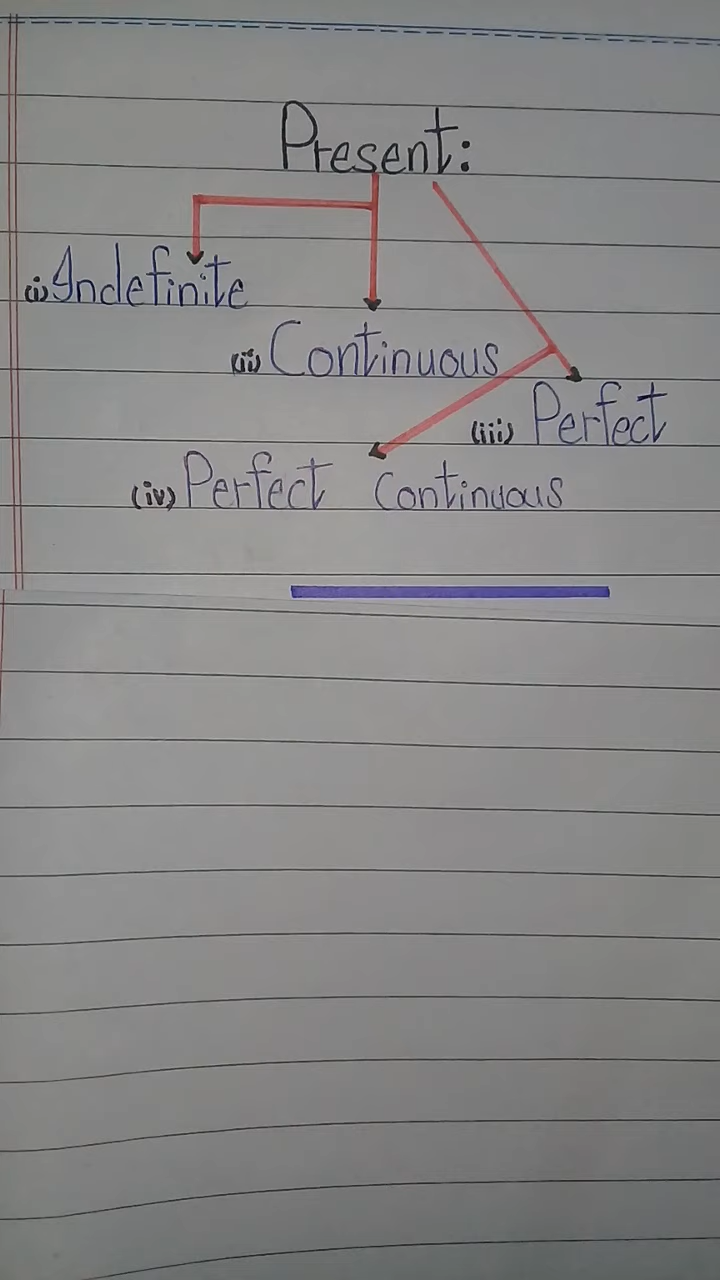 Present:
(i) Indefinite
(ii) Continuous
(iii) Perfect
(iv) Perfect Continuous